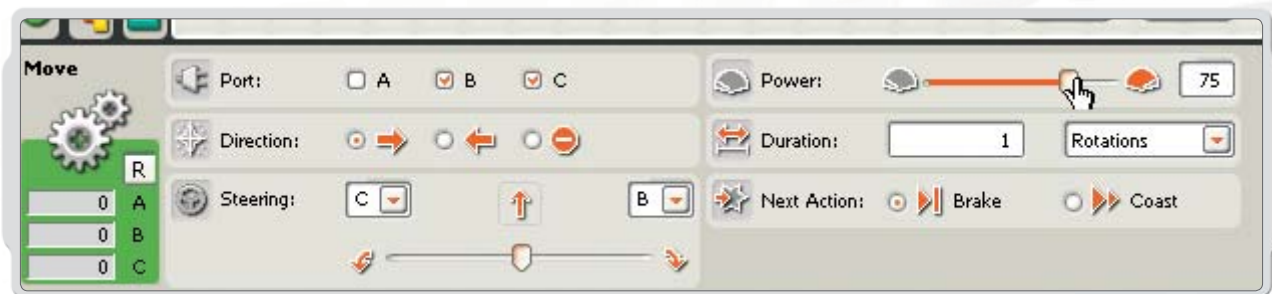 Move
Port: A B C
Direction:
Steering: C B
R
0 A
0 B
0 C
Power: 75
Duration: 1 Rotations
Next Action: Brake Coast